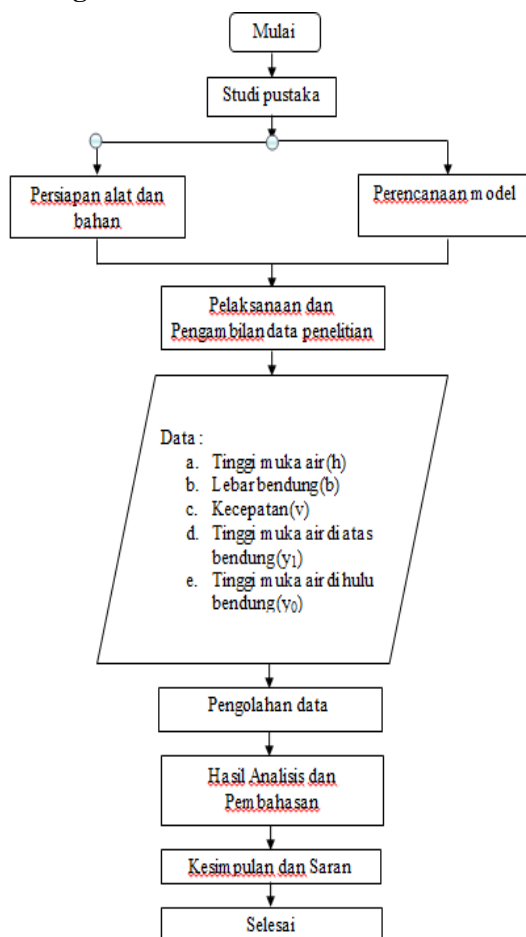 Mulai
Studi pustaka
Persiapan alat dan
bahan
Perencanaan model
Pelaksanaan dan
Pengambilan data penelitian
Data :
a. Tinggi muka air (h)
b. Lebar bendung (b)
c. Kecepatan (v)
d. Tinggi muka air di atas
bendung (y₁)
e. Tinggi muka air di hulu
bendung (y₀)
Pengolahan data
Hasil Analisis dan
Pembahasan
Kesimpulan dan Saran
Selesai